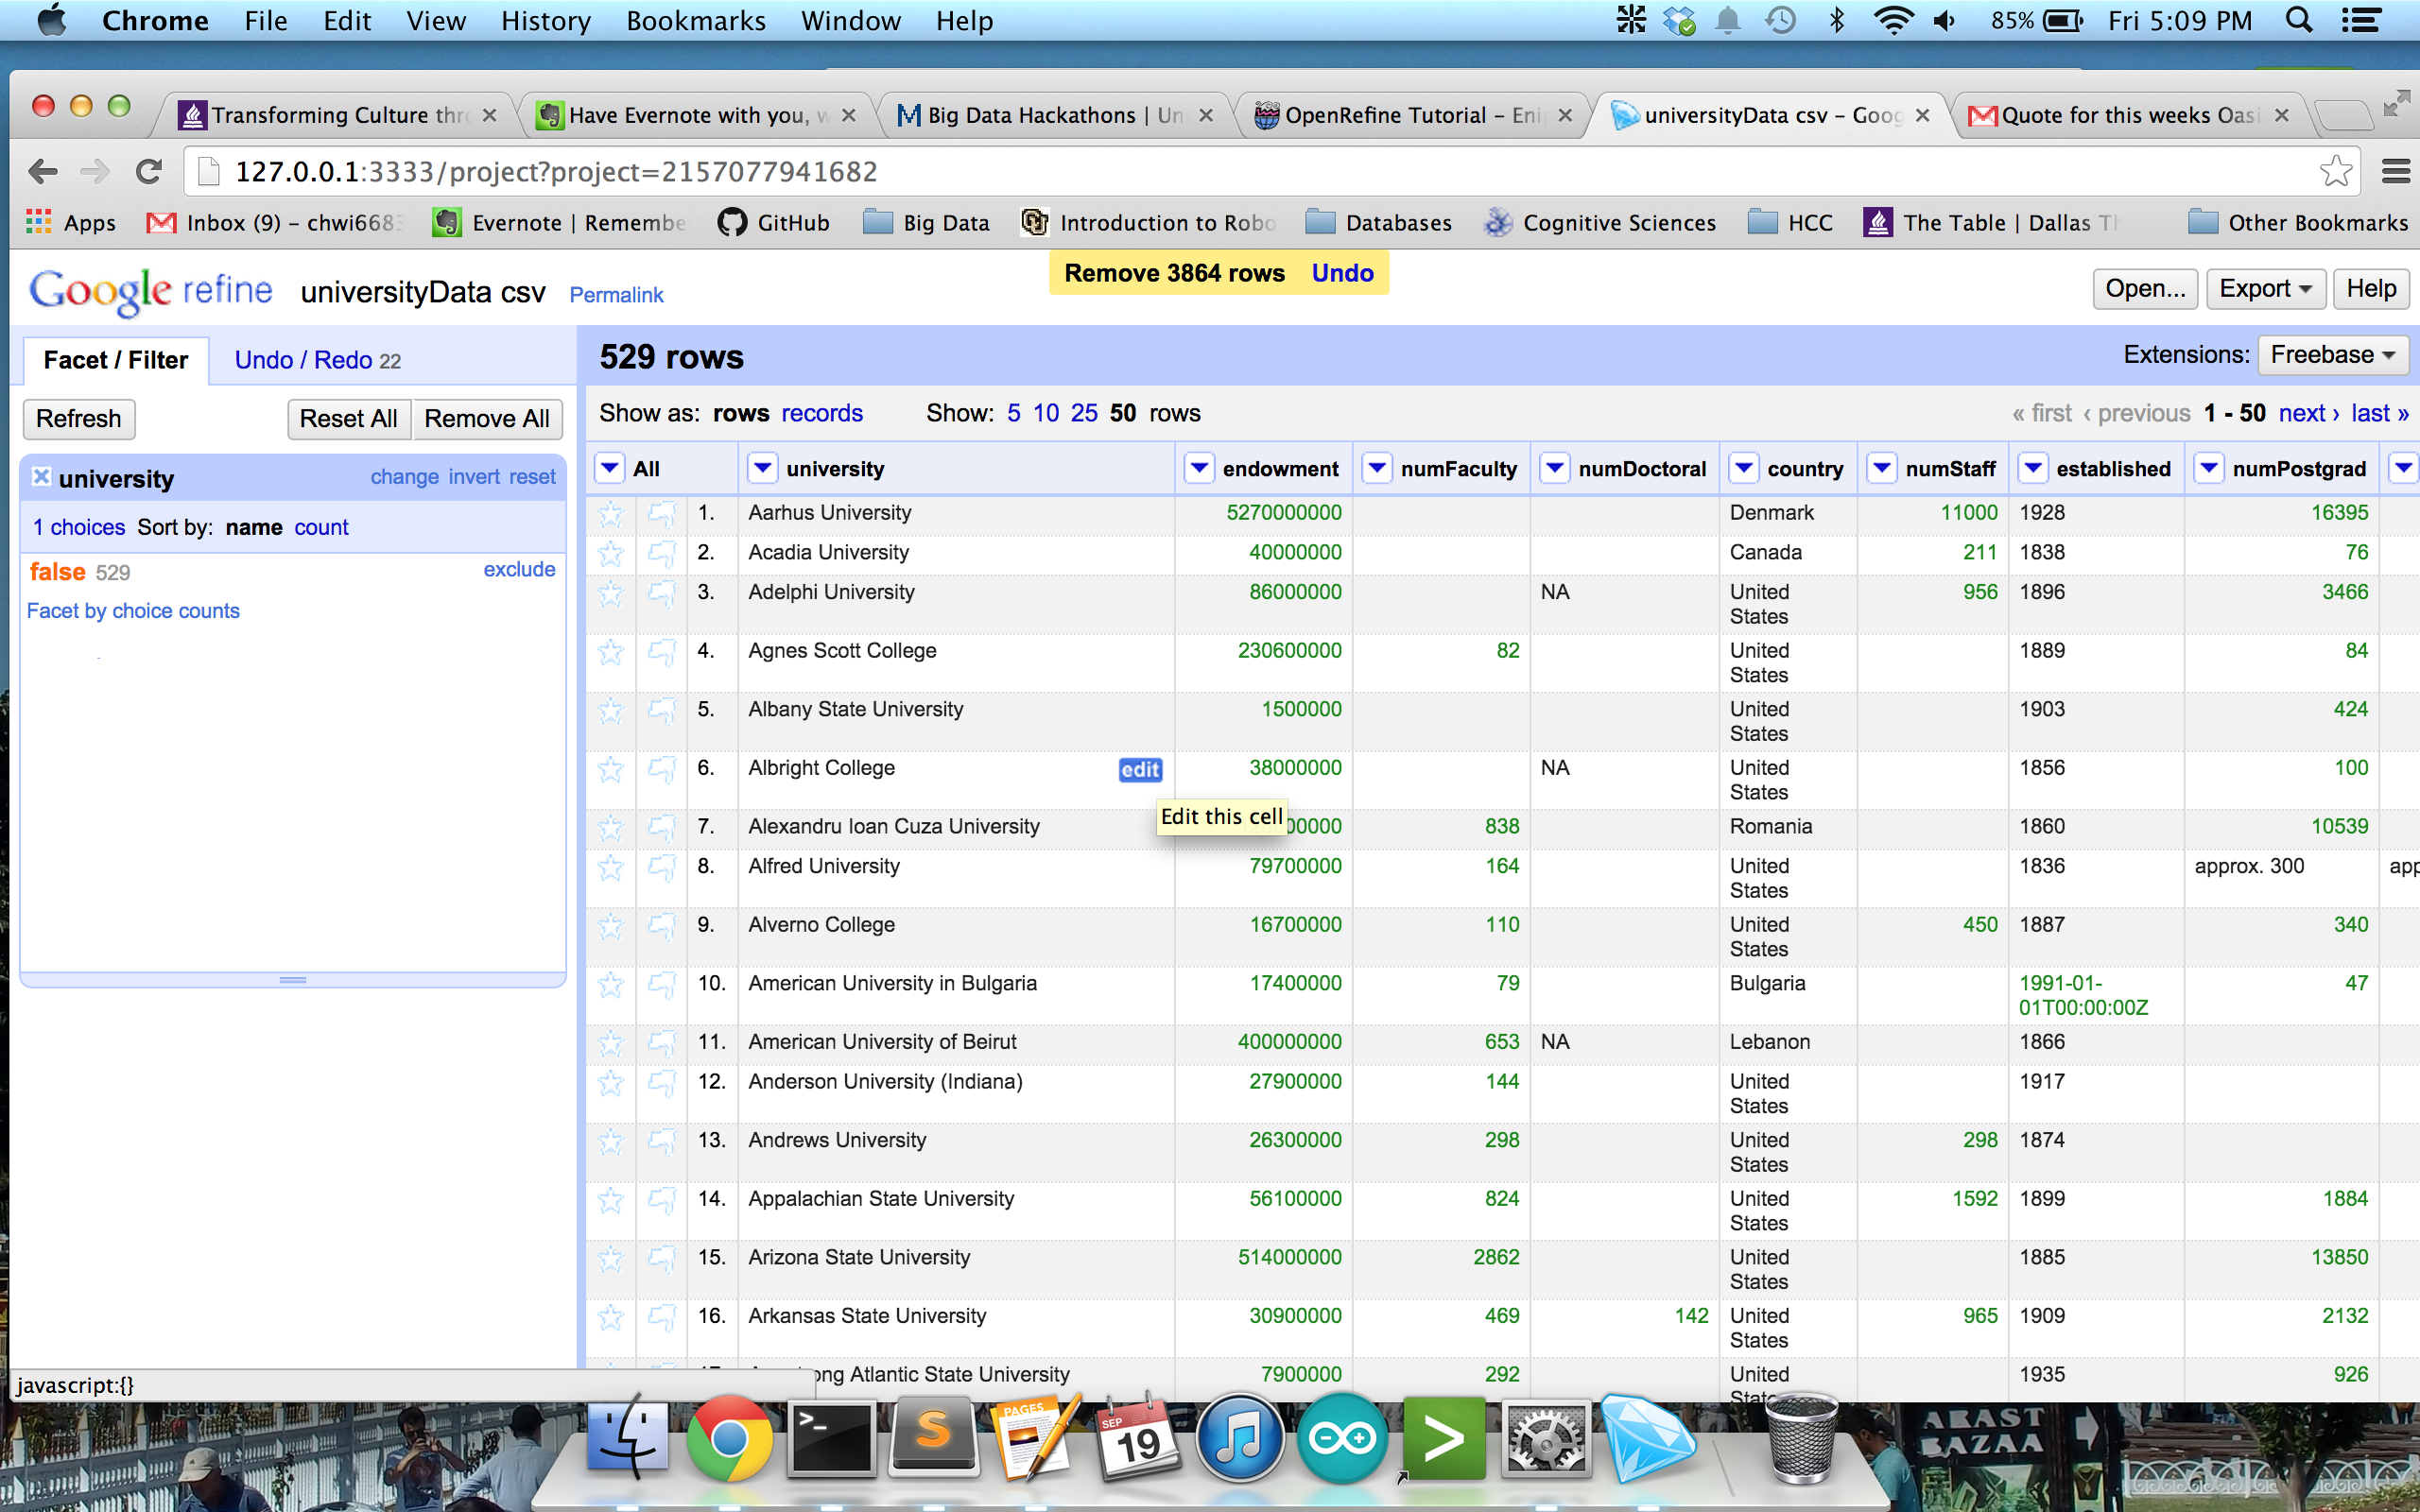 Chrome File Edit View History Bookmarks Window Help 85% Fri 5:09 PM
Transforming Culture thr Have Evernote with you, w Big Data Hackathons | Un OpenRefine Tutorial – Eni universityData csv – Goog Quote for this weeks Oasi
127.0.0.1:3333/project?project=2157077941682
Apps Inbox (9) – chwi668 Evernote | Remembe GitHub Big Data Introduction to Robo Databases Cognitive Sciences HCC The Table | Dallas Th Other Bookmarks
Google refine universityData csv Permalink Remove 3864 rows Undo Open... Export Help
Facet / Filter Undo / Redo 22 529 rows Extensions: Freebase
Refresh Reset All Remove All Show as: rows records Show: 5 10 25 50 rows « first ‹ previous 1 - 50 next › last »
university change invert reset
1 choices Sort by: name count
false 529 exclude
Facet by choice counts
All university endowment numFaculty numDoctoral country numStaff established numPostgrad
1. Aarhus University 5270000000 Denmark 11000 1928 16395
2. Acadia University 40000000 Canada 211 1838 76
3. Adelphi University 86000000 NA United States 956 1896 3466
4. Agnes Scott College 230600000 82 United States 1889 84
5. Albany State University 1500000 United States 1903 424
6. Albright College edit 38000000 NA United States 1856 100
Edit this cell
7. Alexandru Ioan Cuza University 00000 838 Romania 1860 10539
8. Alfred University 79700000 164 United States 1836 approx. 300 app
9. Alverno College 16700000 110 United States 450 1887 340
10. American University in Bulgaria 17400000 79 Bulgaria 1991-01-01T00:00:00Z 47
11. American University of Beirut 400000000 653 NA Lebanon 1866
12. Anderson University (Indiana) 27900000 144 United States 1917
13. Andrews University 26300000 298 United States 298 1874
14. Appalachian State University 56100000 824 United States 1592 1899 1884
15. Arizona State University 514000000 2862 United States 1885 13850
16. Arkansas State University 30900000 469 142 United States 965 1909 2132
ong Atlantic State University 7900000 292 United 1935 926
javascript:{}
PAGES
SEP
19
ARAST
BAZAA